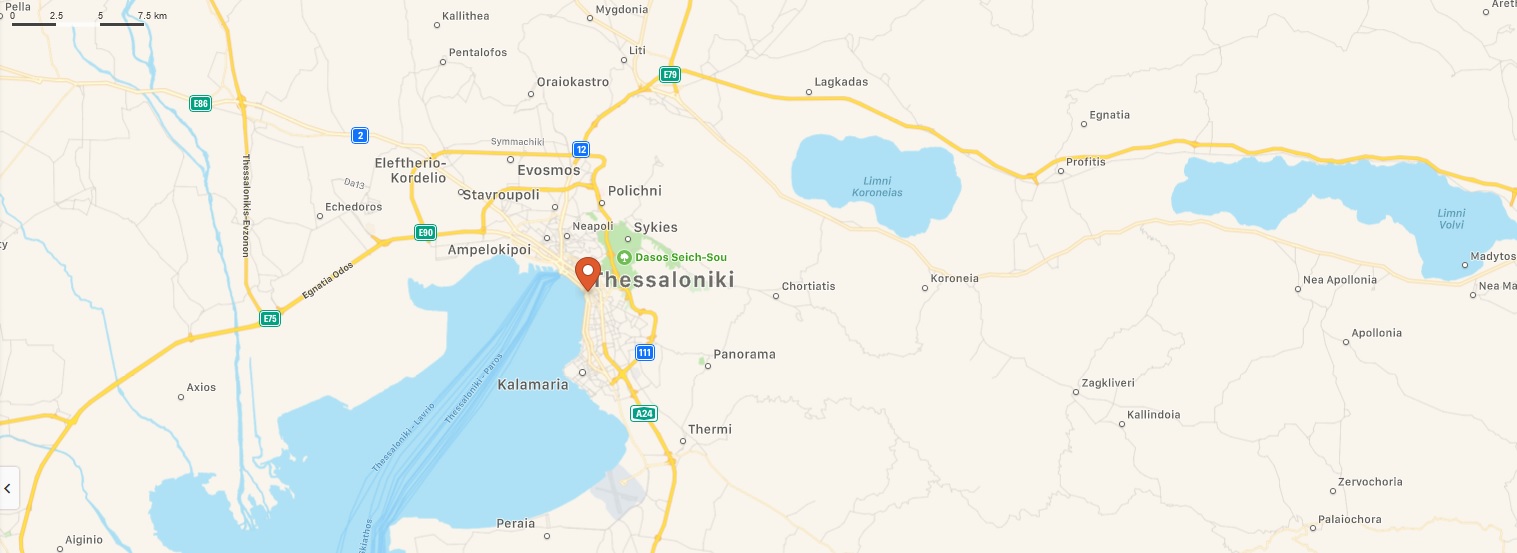 Pella
0 2.5 5 7.5 km
Kallithea
Mygdonia
Pentalofos
Liti
E79
Oraiokastro
Lagkadas
E86
Egnatia
2
Symmachiki
12
Eleftherio-
Kordelio
Evosmos
Profitis
Da13
Stavroupoli
Polichni
Limni
Koroneias
Thessalonikis-Evzonon
Echedoros
Neapoli
Sykies
Limni
Volvi
E90
Ampelokipoi
Dasos Seich-Sou
Madytos
Thessaloniki
Egnatia Odos
Chortiatis
Koroneia
Nea Apollonia
Nea Ma
E75
Apollonia
111
Panorama
Thessaloniki - Paros
Axios
Kalamaria
Zagkliveri
Thessaloniki - Lavrio
A24
Kallindoia
Thermi
Zervochoria
Peraia
Palaiochora
Skiathos
Aiginio